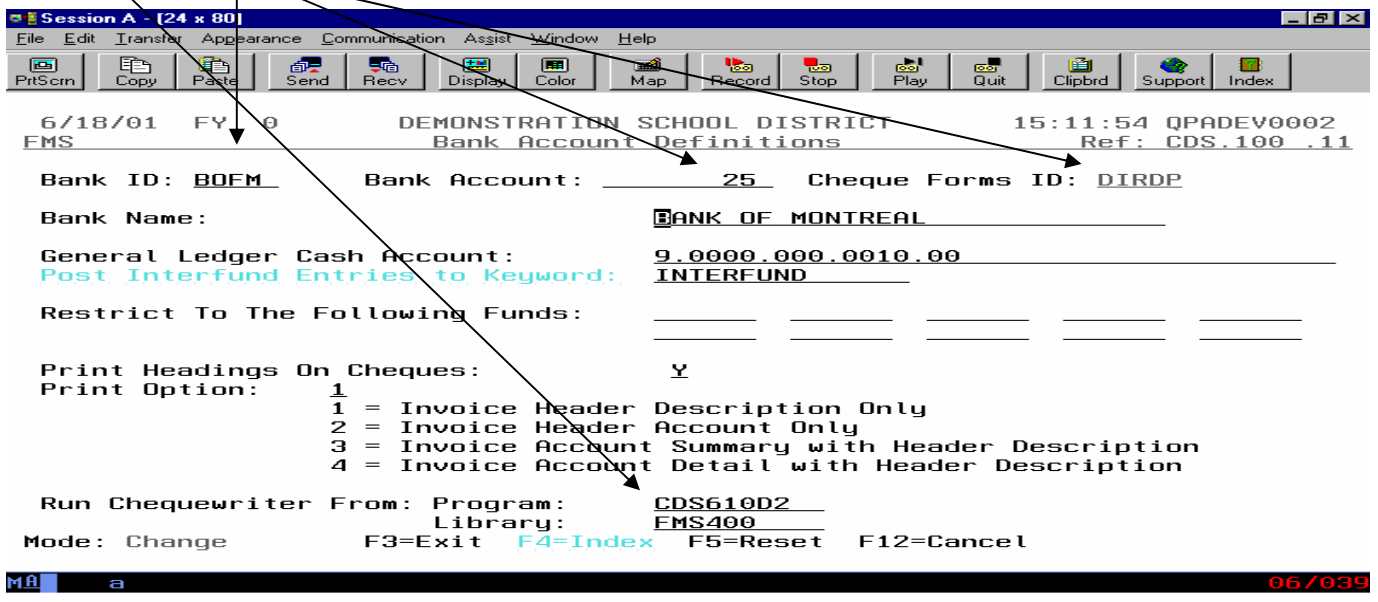 Session A - [24 x 80]
File Edit Transfer Appearance Communication Assist Window Help
PrtScrn Copy Paste Send Recv Display Color Map Record Stop Play Quit Clipbrd Support Index
6/18/01 FY 0 DEMONSTRATION SCHOOL DISTRICT 15:11:54 QPADEV0002
FMS Bank Account Definitions Ref: CDS.100 .11
Bank ID: BOFM Bank Account: 25 Cheque Forms ID: DIRDP
Bank Name: BANK OF MONTREAL
General Ledger Cash Account: 9.0000.000.0010.00
Post Interfund Entries to Keyword: INTERFUND
Restrict To The Following Funds:
Print Headings On Cheques: Y
Print Option: 1
1 = Invoice Header Description Only
2 = Invoice Header Account Only
3 = Invoice Account Summary with Header Description
4 = Invoice Account Detail with Header Description
Run Chequewriter From: Program: CDS610D2
Library: FMS400
Mode: Change F3=Exit F4=Index F5=Reset F12=Cancel
MA a 06/039